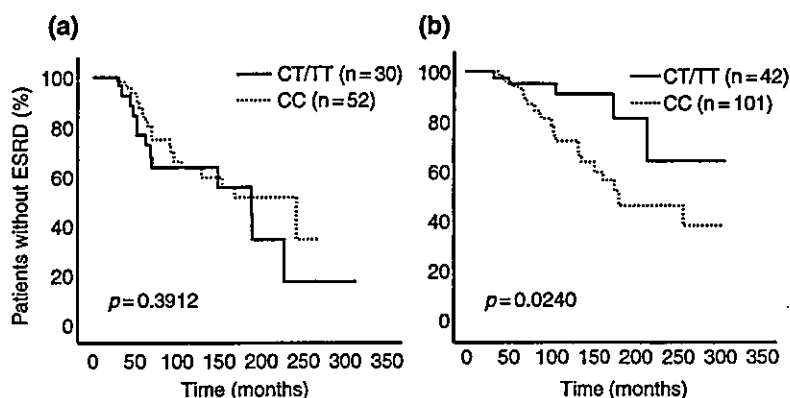 (a)
Patients without ESRD (%)
100
80
60
40
20
0
CT/TT (n=30)
CC (n=52)
p=0.3912
0 50 100 150 200 250 300 350
Time (months)
(b)
100
80
60
40
20
0
CT/TT (n=42)
CC (n=101)
p=0.0240
0 50 100 150 200 250 300 350
Time (months)